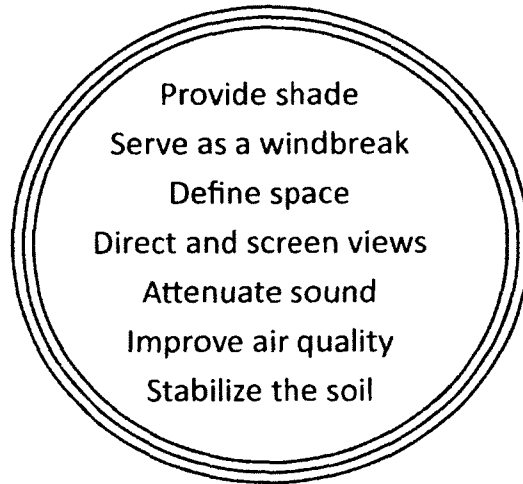 Provide shade
Serve as a windbreak
Define space
Direct and screen views
Attenuate sound
Improve air quality
Stabilize the soil